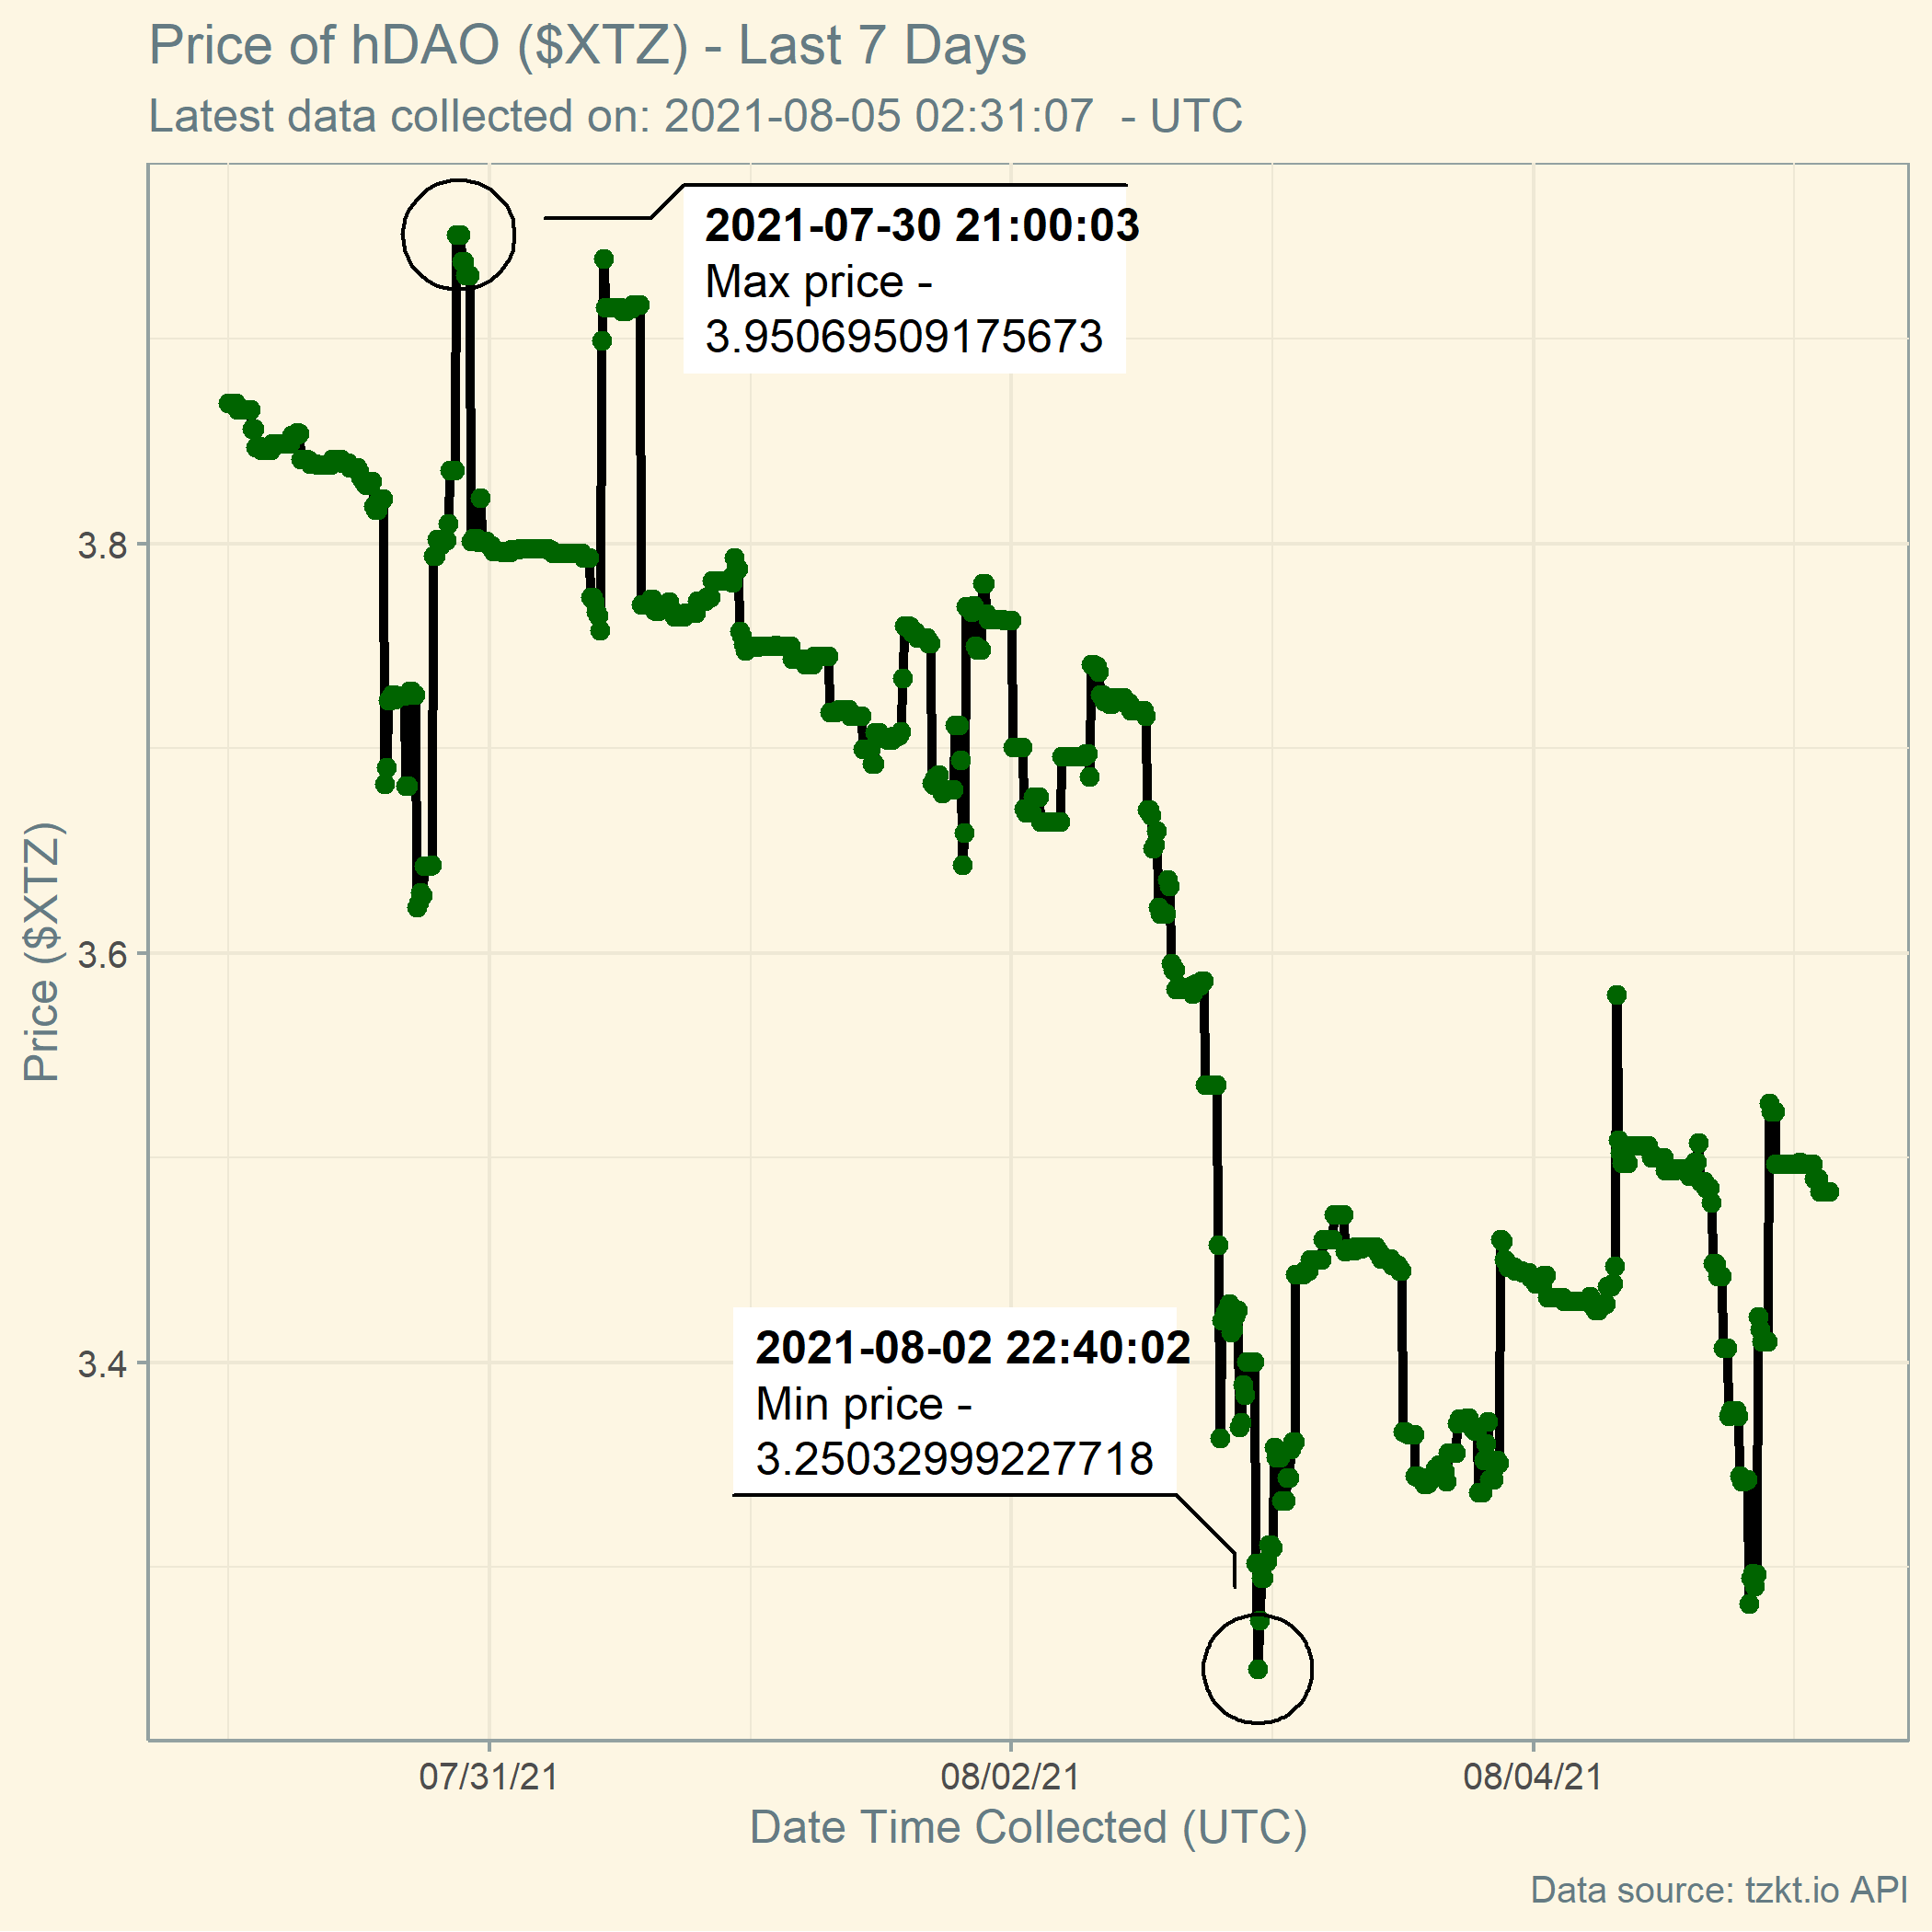 Price of hDAO ($XTZ) - Last 7 Days
Latest data collected on: 2021-08-05 02:31:07  - UTC
2021-07-30 21:00:03
Max price -
3.95069509175673
3.8
3.6
3.4
Price ($XTZ)
2021-08-02 22:40:02
Min price -
3.25032999227718
07/31/21
08/02/21
08/04/21
Date Time Collected (UTC)
Data source: tzkt.io API